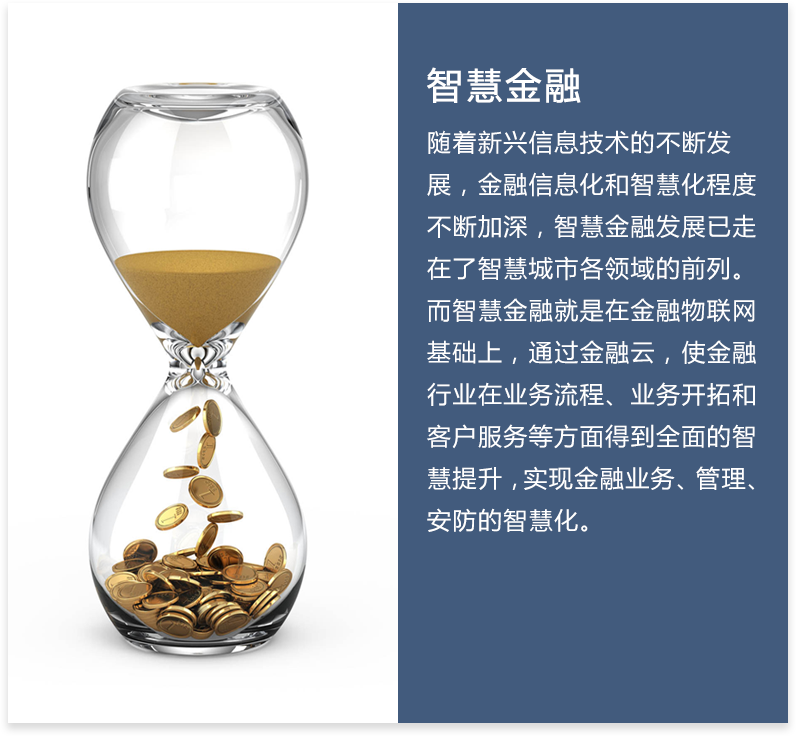 智慧金融
随着新兴信息技术的不断发
展，金融信息化和智慧化程度
不断加深，智慧金融发展已走
在了智慧城市各领域的前列。
而智慧金融就是在金融物联网
基础上，通过金融云，使金融
行业在业务流程、业务开拓和
客户服务等方面得到全面的智
慧提升，实现金融业务、管理、
安防的智慧化。